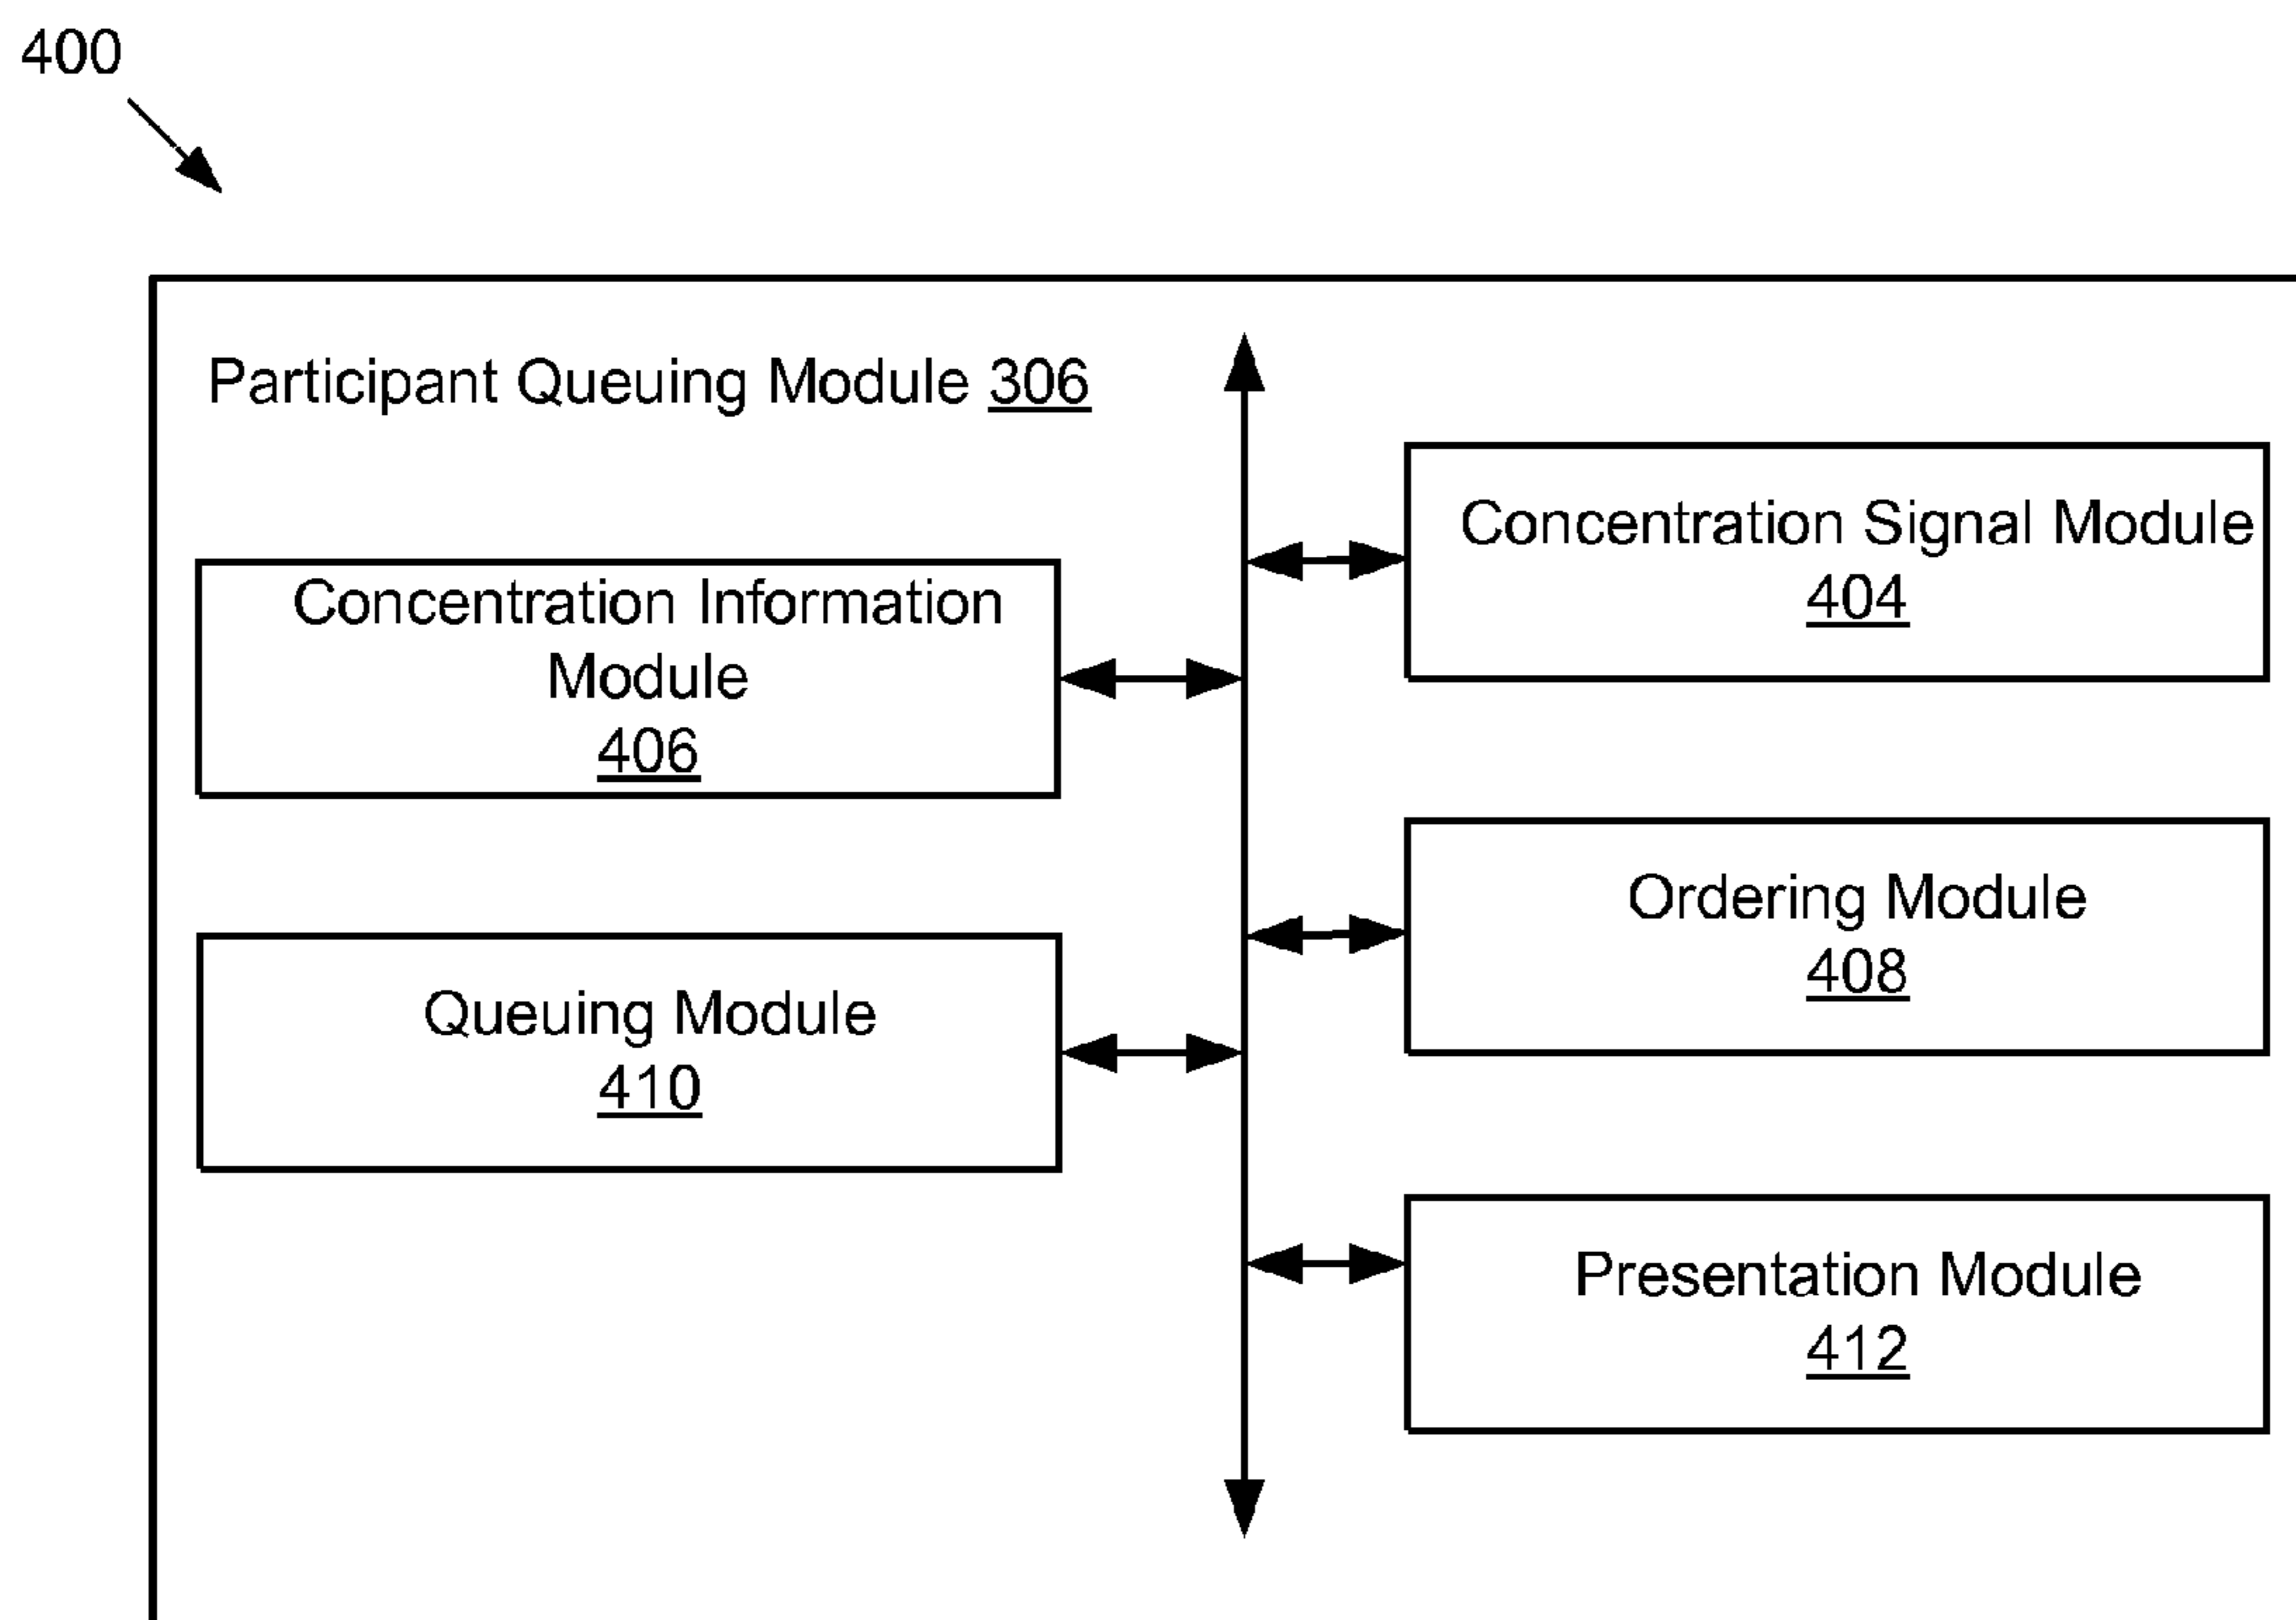 400
Participant Queuing Module 306
Concentration Signal Module
404
Concentration Information
Module
406
Ordering Module
408
Queuing Module
410
Presentation Module
412